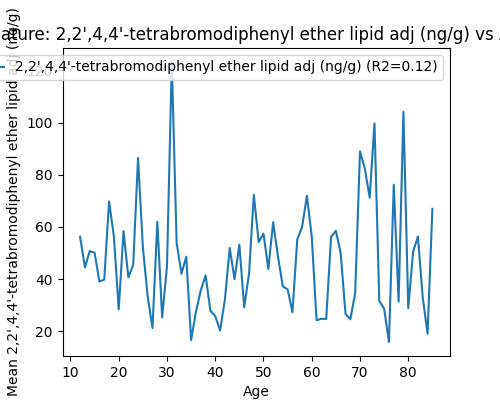 ature: 2,2',4,4'-tetrabromodiphenyl ether lipid adj (ng/g) vs
2,2',4,4'-tetrabromodiphenyl ether lipid adj (ng/g) (R2=0.12)
Mean 2,2',4,4'-tetrabromodiphenyl ether lipid adj (ng/g)
120
100
80
60
40
20
10 20 30 40 50 60 70 80
Age